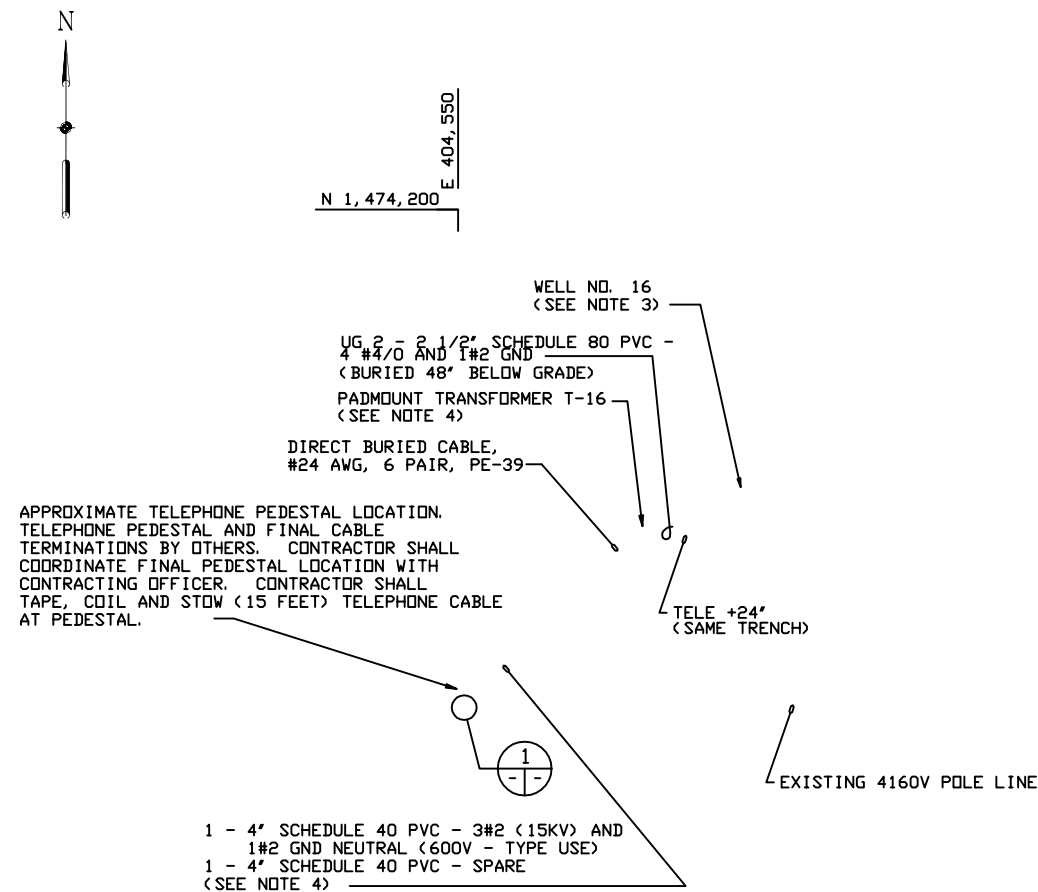 N
E 404,550
N 1,474,200
WELL NO. 16
(SEE NOTE 3)
UG 2 - 2 1/2" SCHEDULE 80 PVC -
4 #4/0 AND 1#2 GND
(BURIED 48" BELOW GRADE)
PADMOUNT TRANSFORMER T-16
(SEE NOTE 4)
DIRECT BURIED CABLE,
#24 AWG, 6 PAIR, PE-39
APPROXIMATE TELEPHONE PEDESTAL LOCATION.
TELEPHONE PEDESTAL AND FINAL CABLE
TERMINATIONS BY OTHERS. CONTRACTOR SHALL
COORDINATE FINAL PEDESTAL LOCATION WITH
CONTRACTING OFFICER. CONTRACTOR SHALL
TAPE, COIL AND STOW (15 FEET) TELEPHONE CABLE
AT PEDESTAL.
TELE +24"
(SAME TRENCH)
1
- -
EXISTING 4160V POLE LINE
1 - 4" SCHEDULE 40 PVC - 3#2 (15KV) AND
1#2 GND NEUTRAL (600V - TYPE USE)
1 - 4" SCHEDULE 40 PVC - SPARE
(SEE NOTE 4)